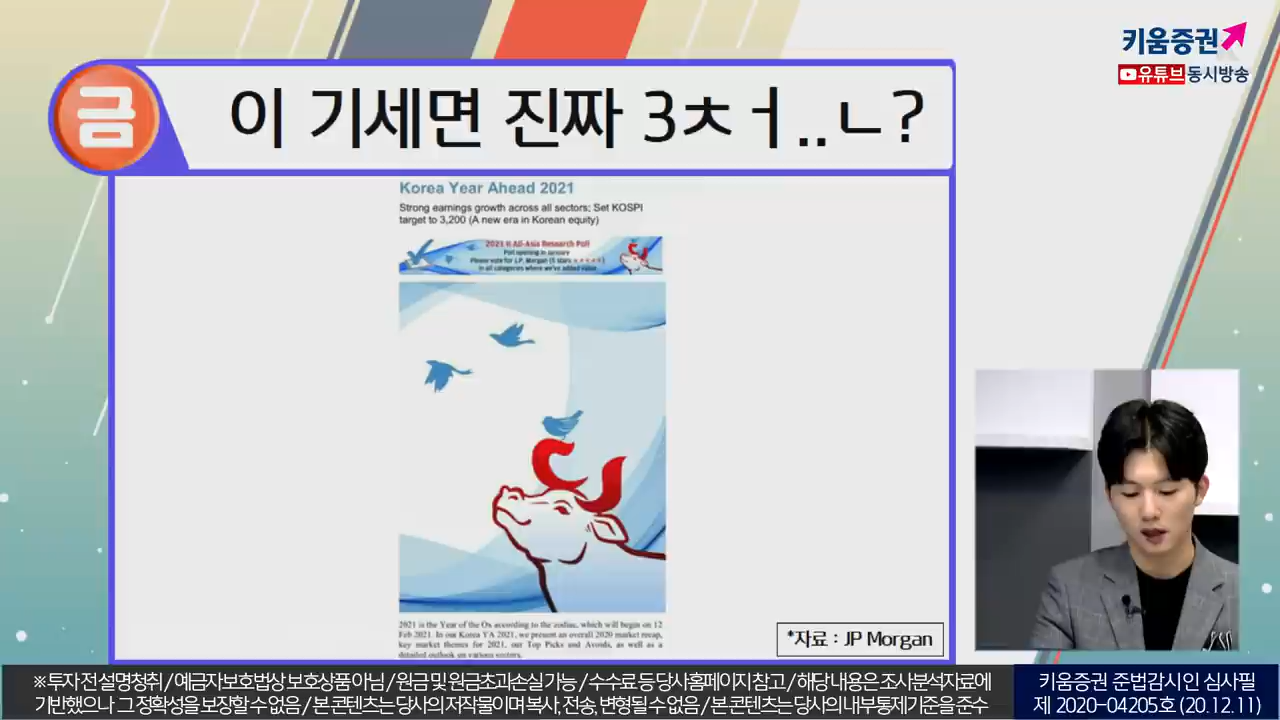 키움증권
유튜브동시방송
금
이 기세면 진짜 3ㅊㅓ..ㄴ?
Korea Year Ahead 2021
Strong earnings growth across all sectors; Set KOSPI
target to 3,200 (A new era in Korean equity)
2021 II All-Asia Research Poll
Poll opening in January
Please vote for J.P. Morgan (5 stars ★★★★★)
in all categories where we've added value
2021 is the Year of the Ox according to the zodiac, which will begin on 12
Feb 2021. In our Korea YA 2021, we present an overall 2020 market recap,
key market themes for 2021, our Top Picks and Avoids, as well as a
detailed outlook on various sectors.
*자료 : JP Morgan
※ 투자 전 설명청취 / 예금자보호법상 보호상품 아님 / 원금 및 원금초과손실 가능 / 수수료 등 당사홈페이지 참고 / 해당 내용은 조사분석자료에
기반했으나 그 정확성을 보장할 수 없음 / 본 콘텐츠는 당사의 저작물이며 복사, 전송, 변형될 수 없음 / 본 콘텐츠는 당사의 내부통제기준을 준수
키움증권 준법감시인 심사필
제 2020-04205호 (20.12.11)